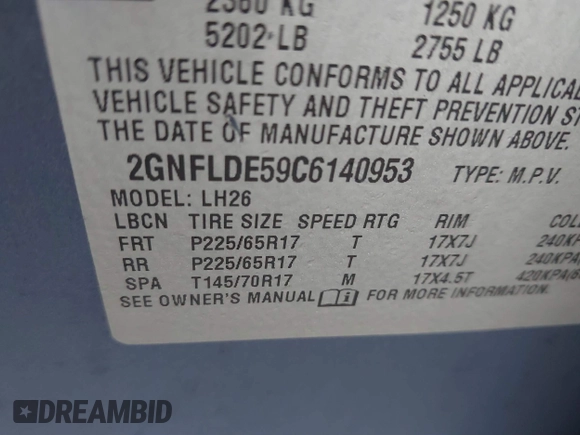 2360 KG 1250 KG
5202 LB 2755 LB
THIS VEHICLE CONFORMS TO ALL
VEHICLE SAFETY AND THEFT PREVENTION
THE DATE OF MANUFACTURE SHOWN ABOVE.
2GNFLDE59C6140953 TYPE: M.P.V.
MODEL: LH26
LBCN TIRE SIZE SPEED RTG RIM
FRT P225/65R17 T 17X7J 240KP
RR P225/65R17 T 17X7J 240KPA
SPA T145/70R17 M 17X4.5T 420KPA/
SEE OWNER'S MANUAL FOR MORE INFORMATION.
DREAMBID